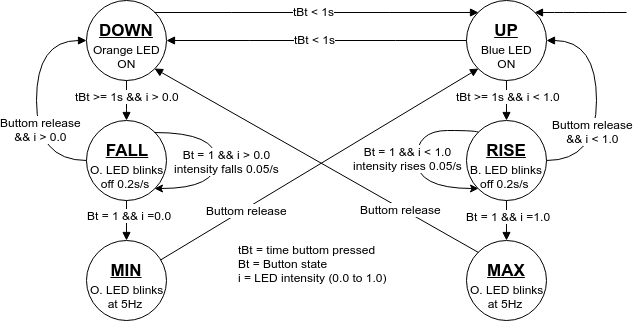 tBt < 1s
DOWN
Orange LED
ON
UP
Blue LED
ON
tBt < 1s
tBt >= 1s && i > 0.0
tBt >= 1s && i < 1.0
Buttom release
&& i > 0.0
Buttom release
&& i < 1.0
FALL
O. LED blinks
off 0.2s/s
Bt = 1 && i > 0.0
intensity falls 0.05/s
Bt = 1 && i < 1.0
intensity rises 0.05/s
RISE
B. LED blinks
off 0.2s/s
Bt = 1 && i =0.0
Buttom release
Buttom release
Bt = 1 && i =1.0
MIN
O. LED blinks
at 5Hz
tBt = time buttom pressed
Bt = Button state
i = LED intensity (0.0 to 1.0)
MAX
O. LED blinks
at 5Hz